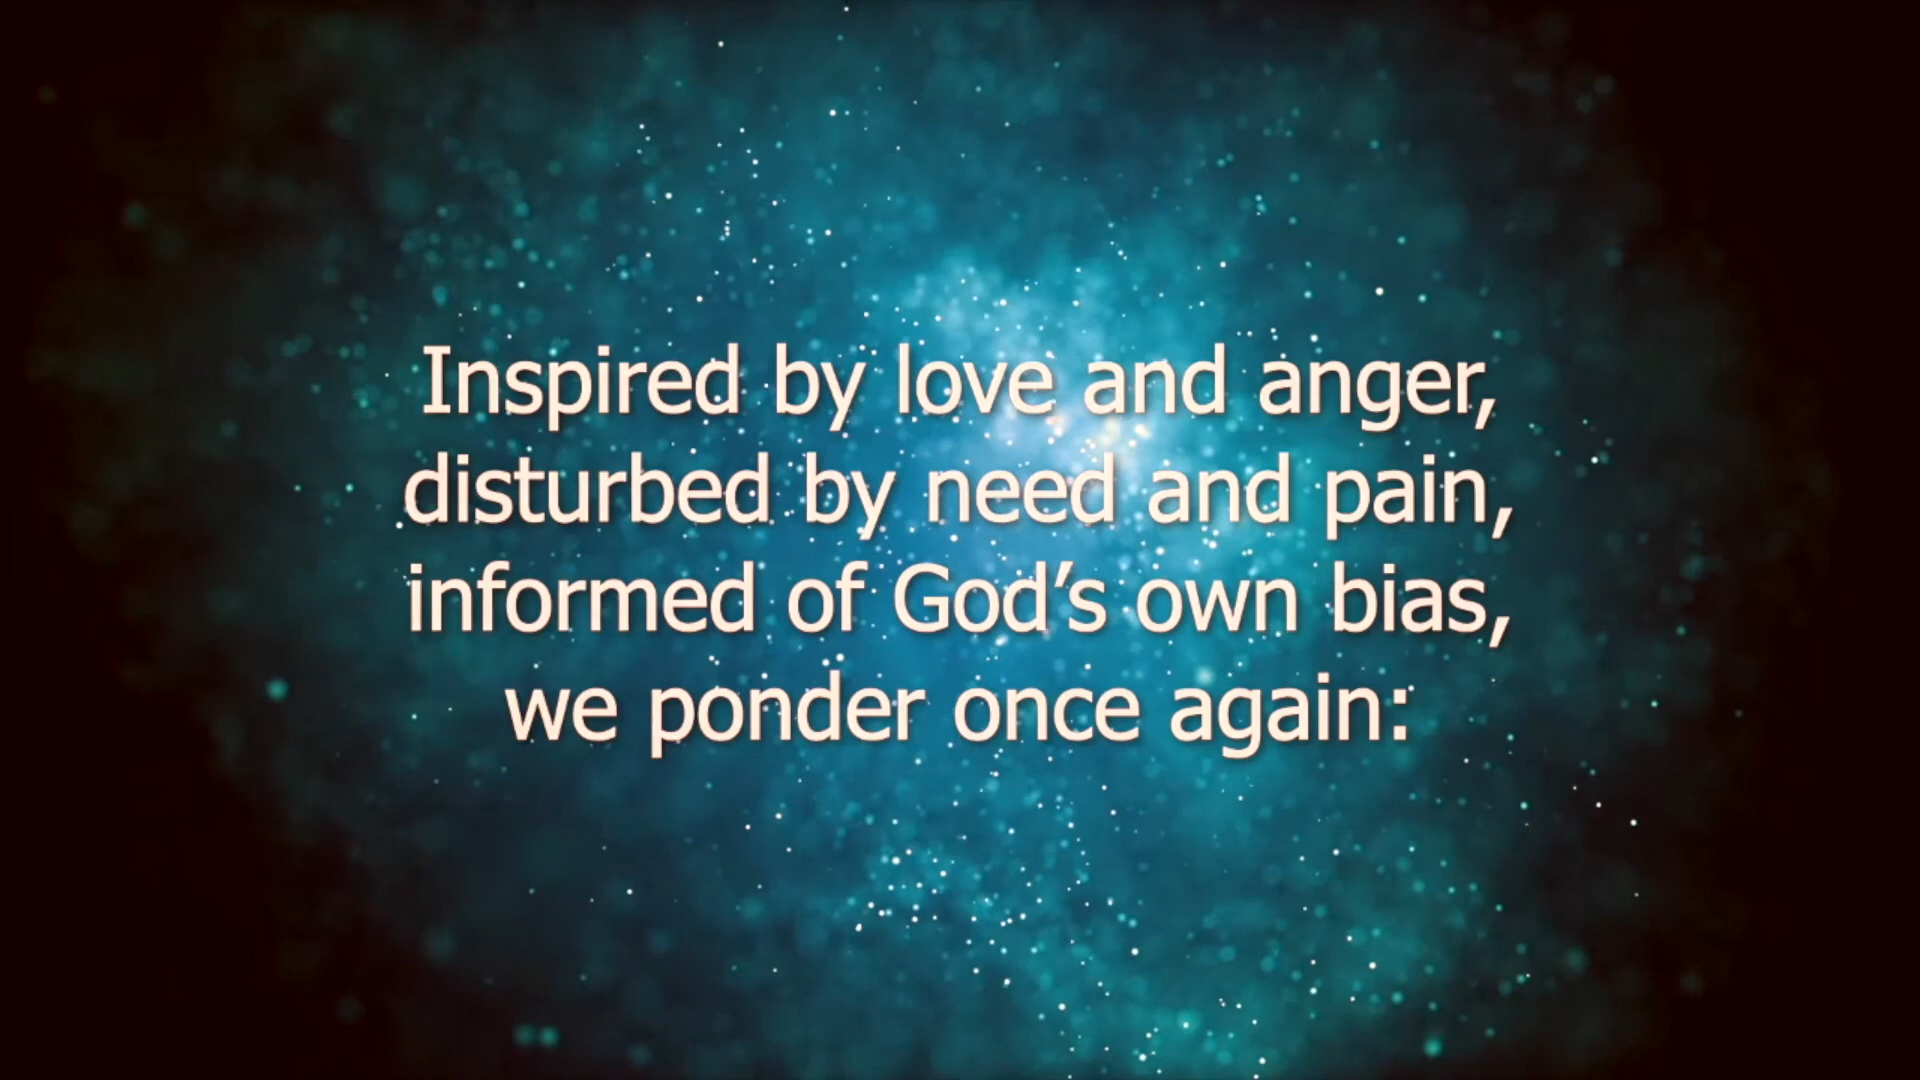 Inspired by love and anger,
disturbed by need and pain,
informed of God’s own bias,
we ponder once again: